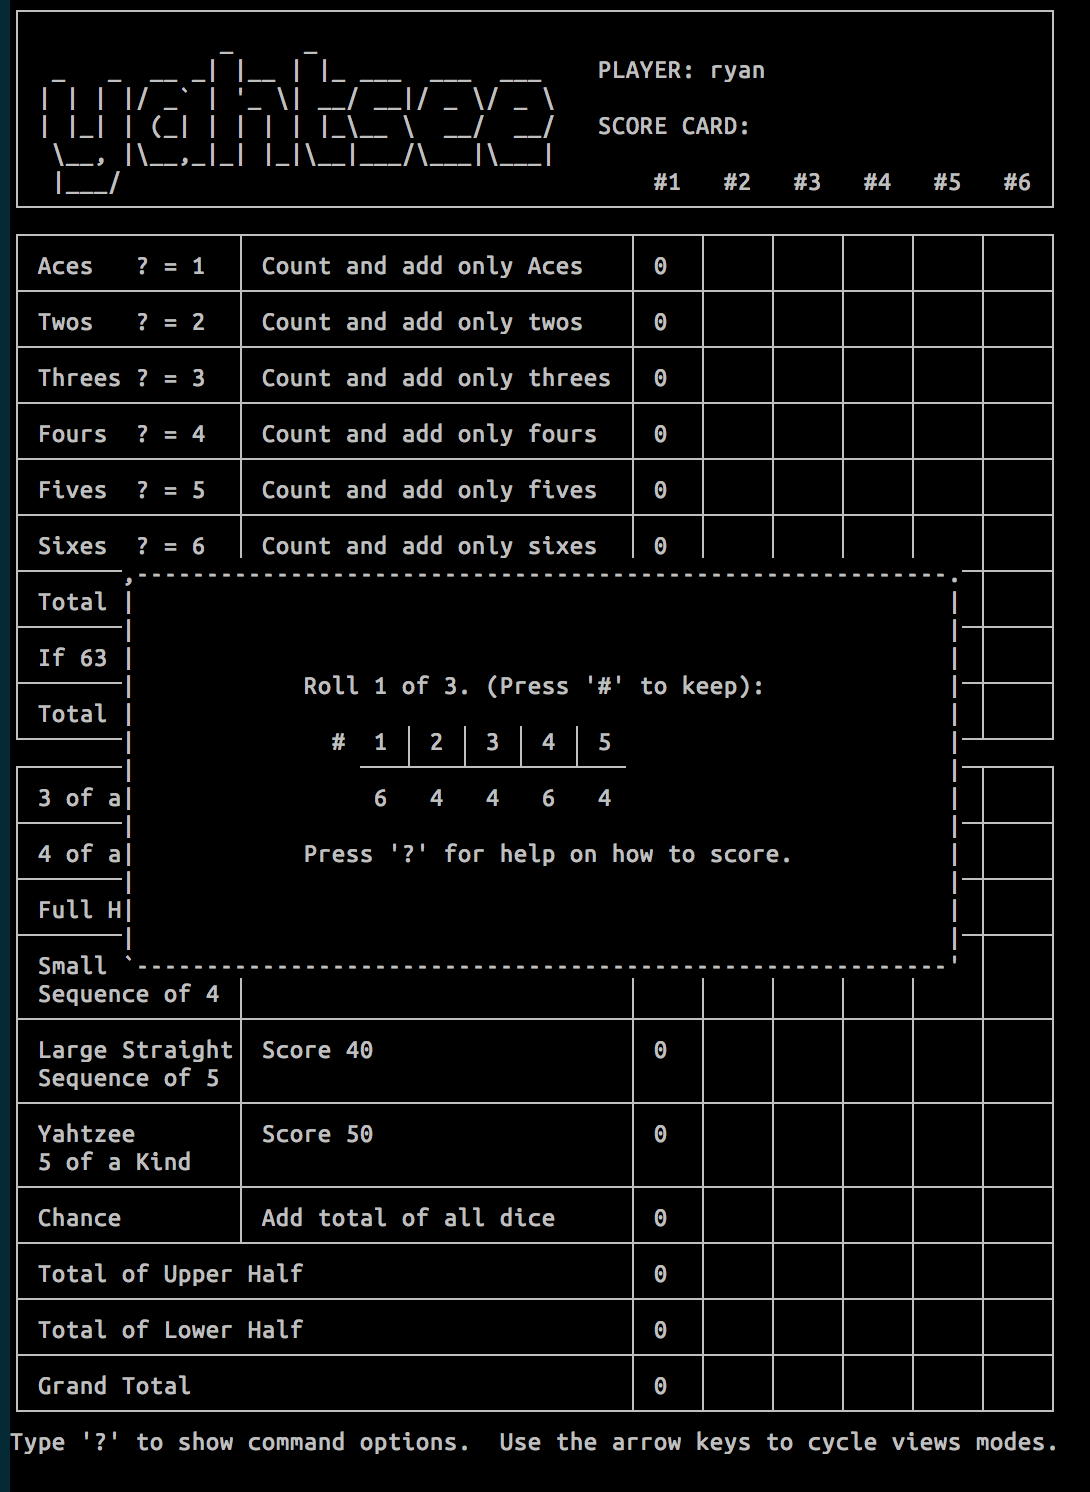 yahtsee
PLAYER: ryan
SCORE CARD:
#1 #2 #3 #4 #5 #6
Aces ? = 1 Count and add only Aces 0
Twos ? = 2 Count and add only twos 0
Threes ? = 3 Count and add only threes 0
Fours ? = 4 Count and add only fours 0
Fives ? = 5 Count and add only fives 0
Sixes ? = 6 Count and add only sixes 0
Total
If 63
Total
Roll 1 of 3. (Press '#' to keep):
# 1 2 3 4 5
6 4 4 6 4
Press '?' for help on how to score.
3 of a
4 of a
Full H
Small
Sequence of 4
Large Straight Score 40 0
Sequence of 5
Yahtzee Score 50 0
5 of a Kind
Chance Add total of all dice 0
Total of Upper Half 0
Total of Lower Half 0
Grand Total 0
Type '?' to show command options.  Use the arrow keys to cycle views modes.